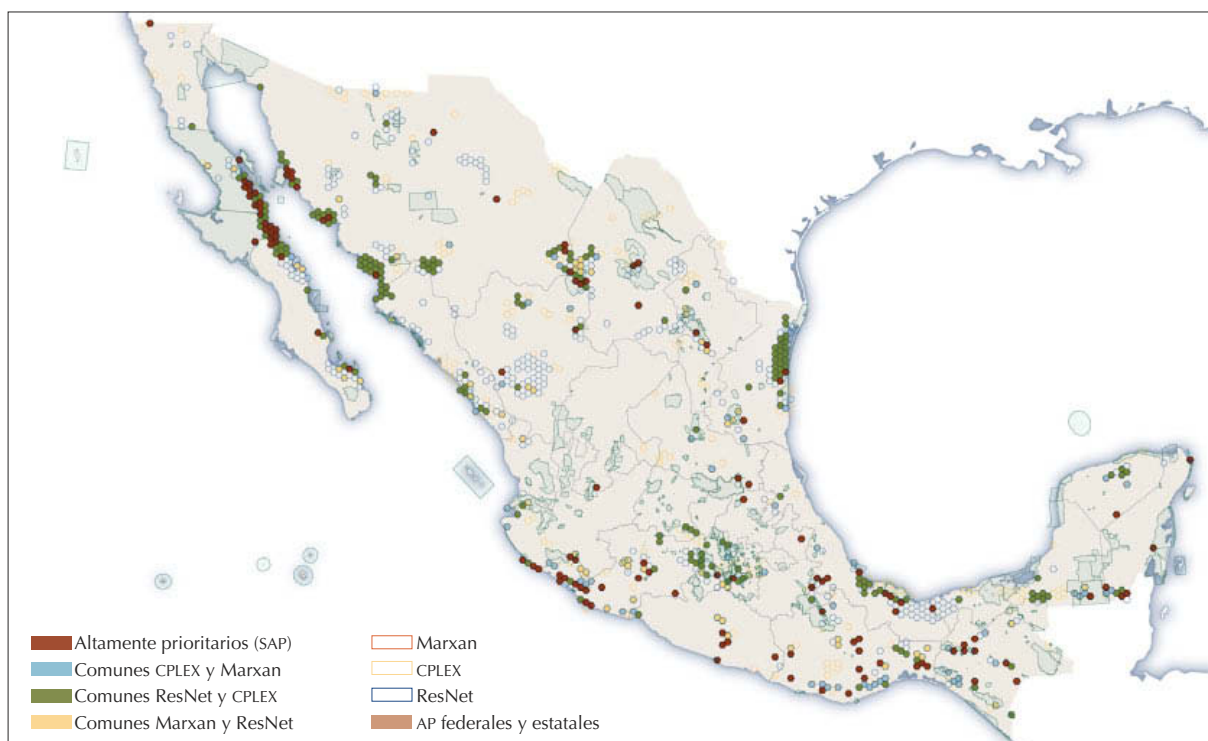 Altamente prioritarios (SAP)
Comunes CPLEX y Marxan
Comunes ResNet y CPLEX
Comunes Marxan y ResNet
Marxan
CPLEX
ResNet
AP federales y estatales